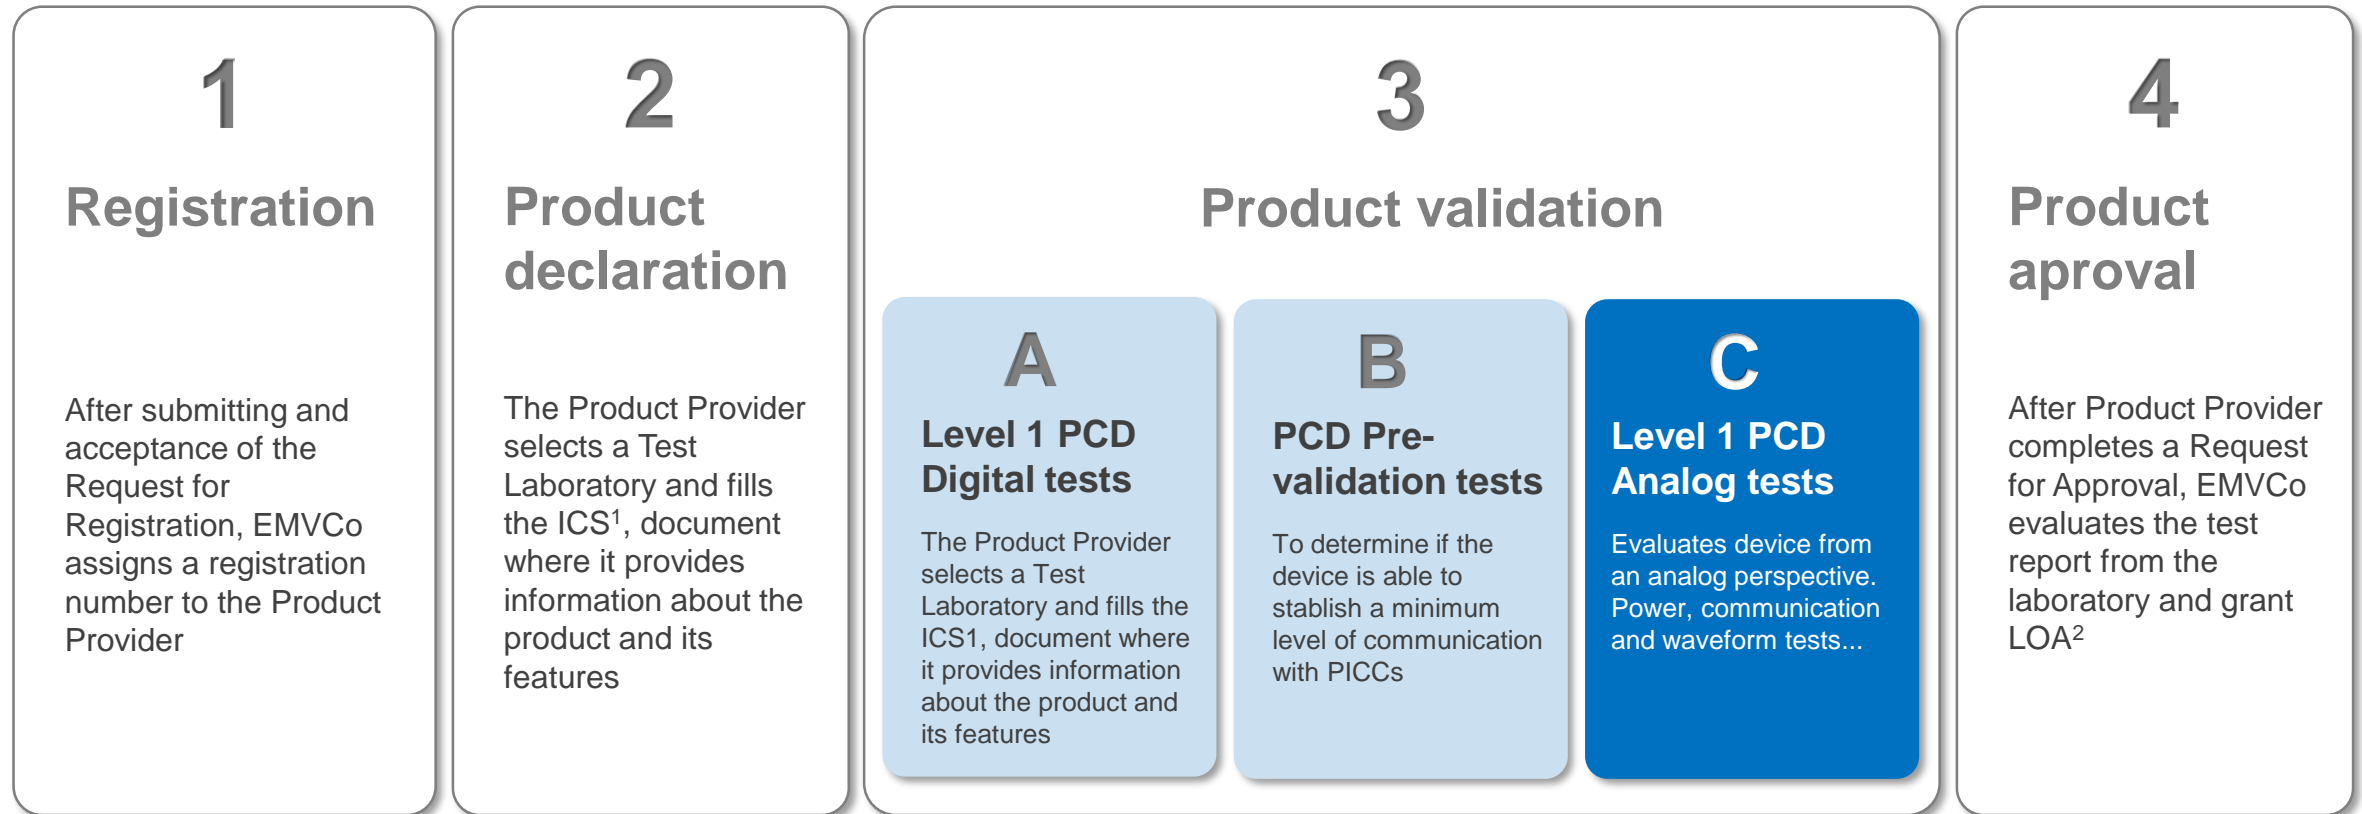 1
Registration
After submitting and
acceptance of the
Request for
Registration, EMVCo
assigns a registration
number to the Product
Provider
2
Product
declaration
The Product Provider
selects a Test
Laboratory and fills
the ICS¹, document
where it provides
information about the
product and its
features
3
Product validation
A
Level 1 PCD
Digital tests
The Product Provider
selects a Test
Laboratory and fills the
ICS1, document where
it provides information
about the product and
its features
B
PCD Pre-
validation tests
To determine if the
device is able to
stablish a minimum
level of communication
with PICCs
C
Level 1 PCD
Analog tests
Evaluates device from
an analog perspective.
Power, communication
and waveform tests...
4
Product
aproval
After Product Provider
completes a Request
for Approval, EMVCo
evaluates the test
report from the
laboratory and grant
LOA²